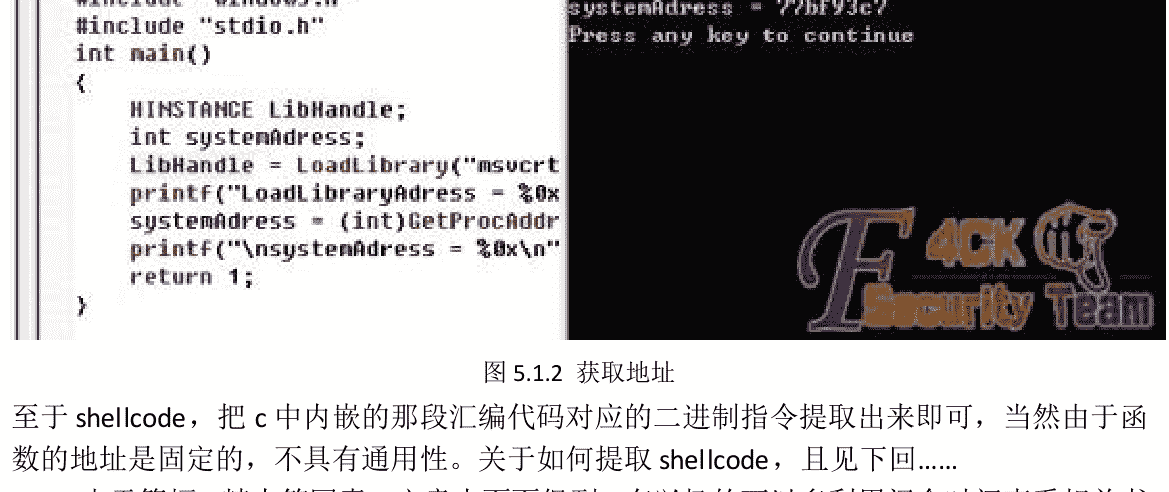 #include "windows.h"
#include "stdio.h"
int main()
{
HINSTANCE LibHandle;
int systemAdress;
LibHandle = LoadLibrary("msvcrt
printf("LoadLibraryAdress = %0x
systemAdress = (int)GetProcAddr
printf("\nsystemAdress = %0x\n"
return 1;
}
systemAdress = 77bf93c7
Press any key to continue
F4CK
Security Team
图 5.1.2 获取地址
至于 shellcode，把 c 中内嵌的那段汇编代码对应的二进制指令提取出来即可，当然由于函
数的地址是固定的，不具有通用性。关于如何提取 shellcode，且见下回……